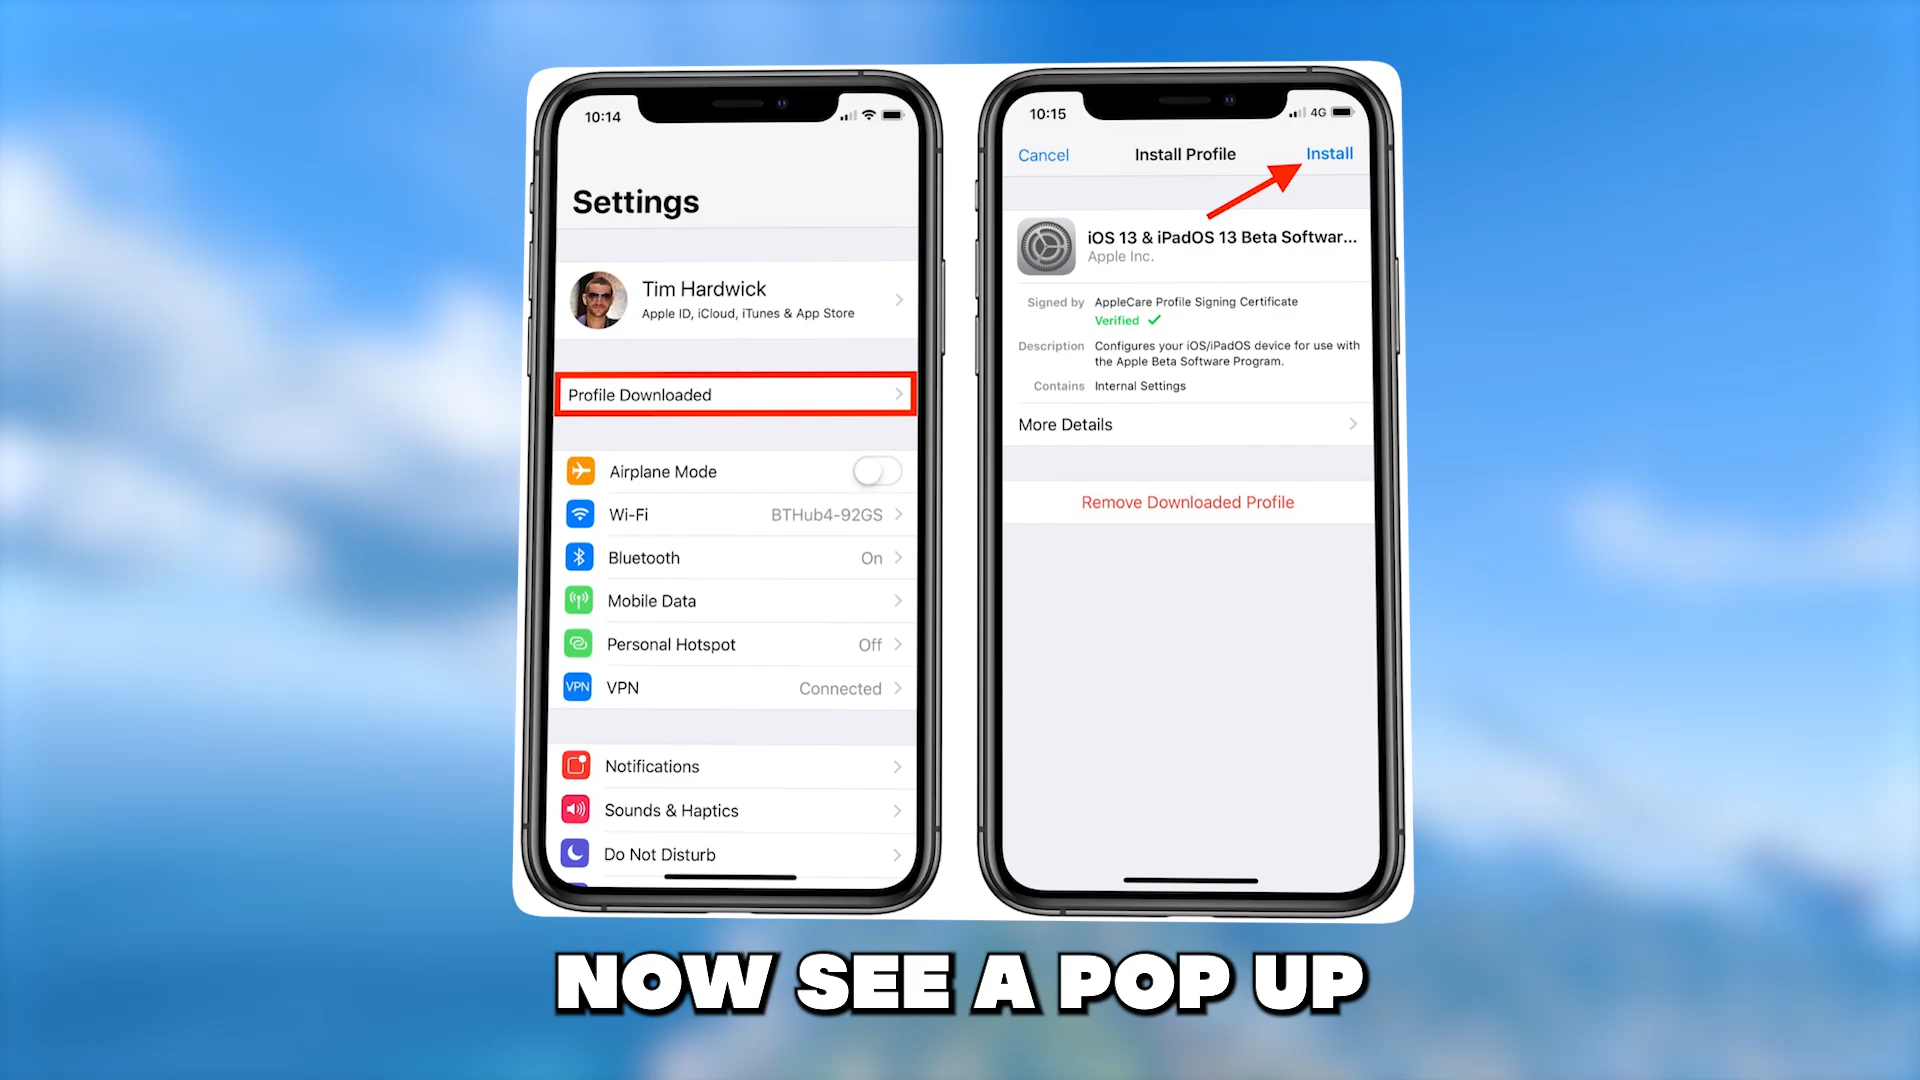 10:14
Settings
Tim Hardwick
Apple ID, iCloud, iTunes & App Store
Profile Downloaded
Airplane Mode
Wi-Fi BTHub4-92GS
Bluetooth On
Mobile Data
Personal Hotspot Off
VPN VPN Connected
Notifications
Sounds & Haptics
Do Not Disturb
10:15 4G
Cancel Install Profile Install
iOS 13 & iPadOS 13 Beta Softwar...
Apple Inc.
Signed by AppleCare Profile Signing Certificate
Verified
Description Configures your iOS/iPadOS device for use with
the Apple Beta Software Program.
Contains Internal Settings
More Details
Remove Downloaded Profile
NOW SEE A POP UP